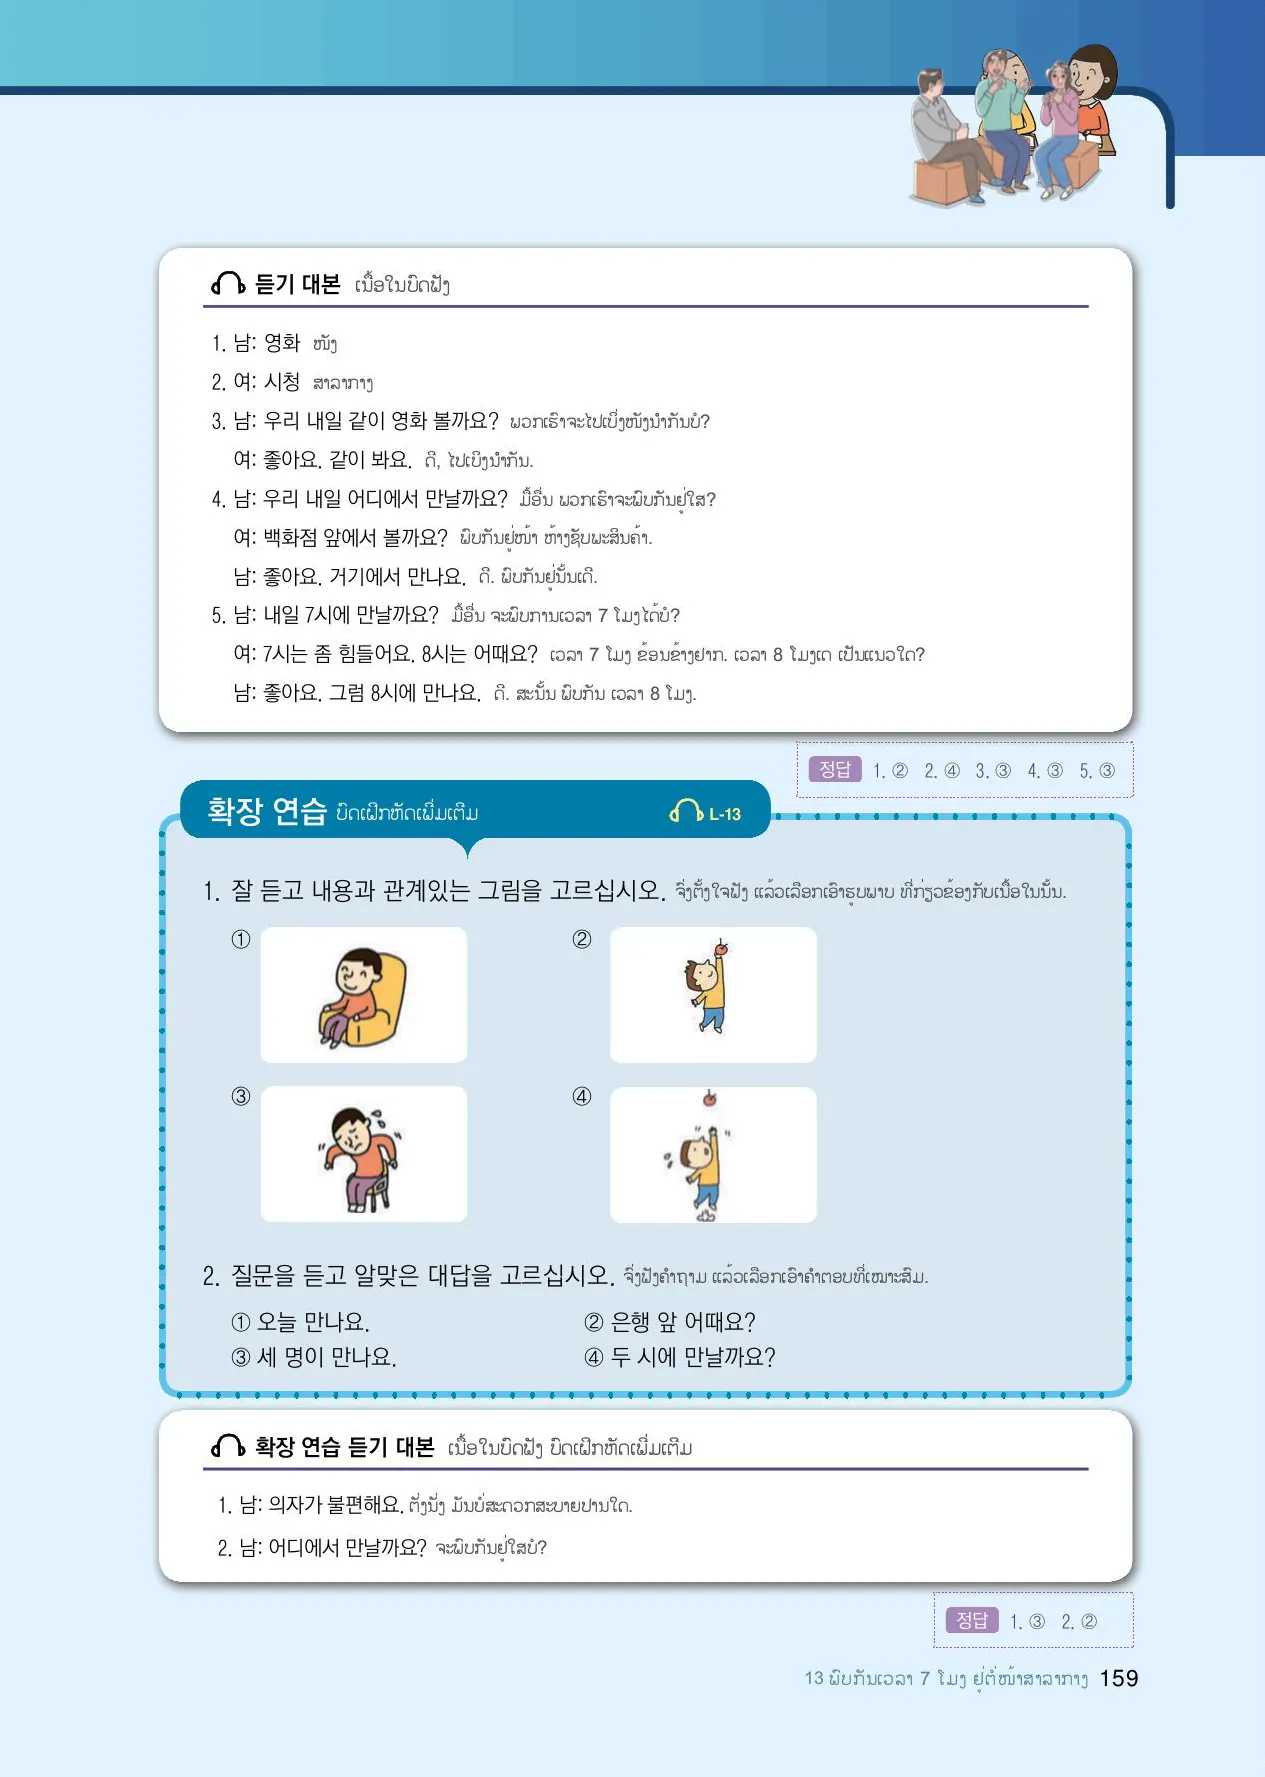 듣기 대본 ເນື້ອໃນບົດຟັງ
1. 남: 영화 ໜັງ
2. 여: 시청 ສາລາກາງ
3. 남: 우리 내일 같이 영화 볼까요? ພວກເຮົາຈະໄປເບິ່ງໜັງນຳກັນບໍ?
여: 좋아요. 같이 봐요. ດີ, ໄປເບິງນຳກັນ.
4. 남: 우리 내일 어디에서 만날까요? ມື້ອື່ນ ພວກເຮົາຈະພົບກັນຢູ່ໃສ?
여: 백화점 앞에서 볼까요? ພົບກັນຢູ່ໜ້າ ຫ້າງຊັບພະສິນຄ້າ.
남: 좋아요. 거기에서 만나요. ດີ. ພົບກັນຢູ່ນັ້ນເດີ.
5. 남: 내일 7시에 만날까요? ມື້ອື່ນ ຈະພົບການເວລາ 7 ໂມງໄດ້ບໍ?
여: 7시는 좀 힘들어요. 8시는 어때요? ເວລາ 7 ໂມງ ຂ້ອນຂ້າງຢາກ. ເວລາ 8 ໂມງເດ ເປັນແນວໃດ?
남: 좋아요. 그럼 8시에 만나요. ດີ. ສະນັ້ນ ພົບກັນ ເວລາ 8 ໂມງ.
정답 1. ② 2. ④ 3. ③ 4. ③ 5. ③
확장 연습 ບົດເຝິກຫັດເພີ່ມເຕີມ L-13
1. 잘 듣고 내용과 관계있는 그림을 고르십시오. ຈົ່ງຕັ້ງໃຈຟັງ ແລ້ວເລືອກເອົາຮູບພາບ ທີ່ກ່ຽວຂ້ອງກັບເນື້ອໃນນັ້ນ.
① ②
③ ④
2. 질문을 듣고 알맞은 대답을 고르십시오. ຈົ່ງຟັງຄຳຖາມ ແລ້ວເລືອກເອົາຄຳຕອບທີ່ເໝາະສົມ.
① 오늘 만나요. ② 은행 앞 어때요?
③ 세 명이 만나요. ④ 두 시에 만날까요?
확장 연습 듣기 대본 ເນື້ອໃນບົດຟັງ ບົດເຝິກຫັດເພີ່ມເຕີມ
1. 남: 의자가 불편해요. ຕັ່ງນັ່ງ ມັນບໍ່ສະດວກສະບາຍປານໃດ.
2. 남: 어디에서 만날까요? ຈະພົບກັນຢູ່ໃສບໍ?
정답 1. ③ 2. ②
13 ພົບກັນເວລາ 7 ໂມງ ຢູ່ຕໍ່ໜ້າສາລາກາງ 159